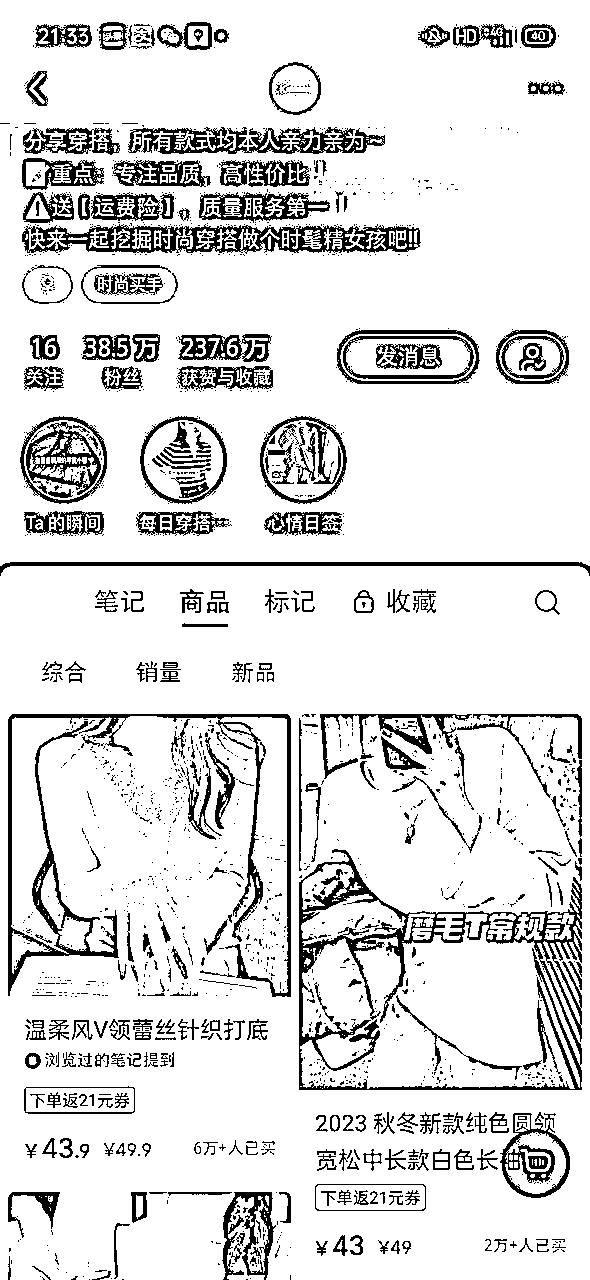 21:33
HD
40
分享穿搭，所有款式均本人亲力亲为~
重点：专注品质，高性价比！
送【运费险】。质量服务第一！！
快来一起挖掘时尚穿搭做个时髦精女孩吧!!
时尚买手
16 38.5万 237.6万
关注 粉丝 获赞与收藏
发消息
Ta的瞬间 每日穿搭… 心情日签
笔记 商品 标记 收藏
综合 销量 新品
磨毛T常规款
温柔风V领蕾丝针织打底
浏览过的笔记提到
下单返21元券
¥43.9 ¥49.9 6万+人已买
2023 秋冬新款纯色圆领
宽松中长款白色长袖
下单返21元券
¥43 ¥49 2万+人已买